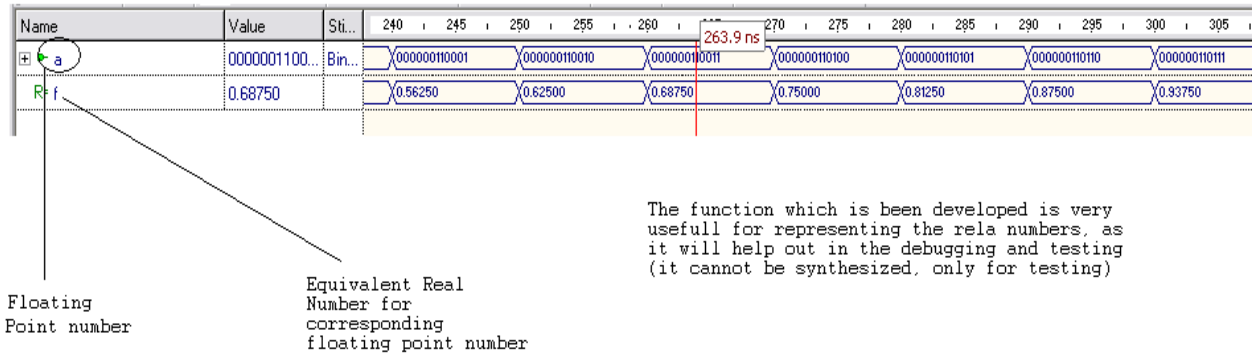 Name Value Sti... 240 245 250 255 260 270 275 280 285 290 295 300 305
263.9 ns
a 0000001100... Bin... 000000110001 000000110010 000000110011 000000110100 000000110101 000000110110 000000110111
f 0.68750 0.56250 0.62500 0.68750 0.75000 0.81250 0.87500 0.93750
The function which is been developed is very
usefull for representing the rela numbers, as
it will help out in the debugging and testing
(it cannot be synthesized, only for testing)
Floating
Point number
Equivalent Real
Number for
corresponding
floating point number